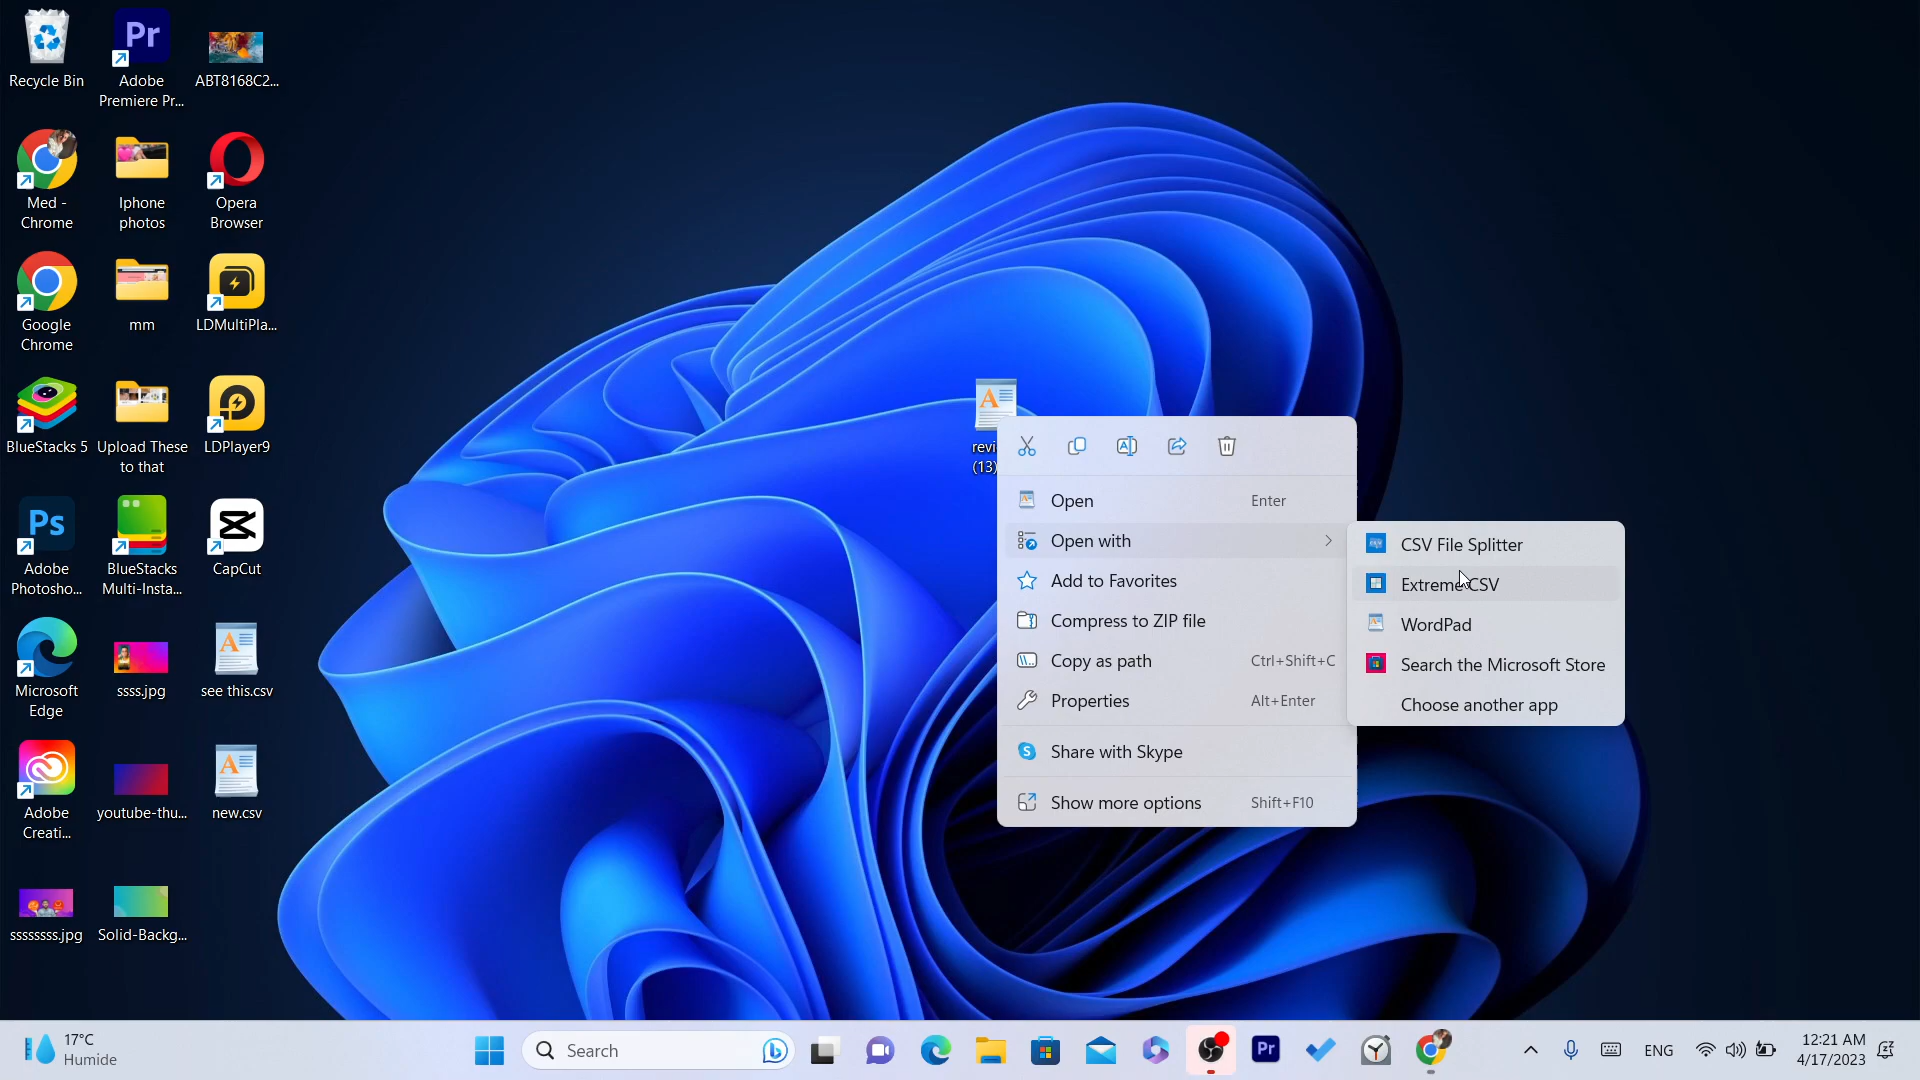 Recycle Bin
Adobe
Premiere Pr...
ABT8168C2...
Med -
Chrome
Iphone
photos
Opera
Browser
Google
Chrome
mm
LDMultiPla...
BlueStacks 5
Upload These
to that
LDPlayer9
Adobe
Photosho...
BlueStacks
Multi-Insta...
CapCut
Microsoft
Edge
ssss.jpg
see this.csv
Adobe
Creati...
youtube-thu...
new.csv
ssssssss.jpg
Solid-Backg...
revi
(13)
Open Enter
Open with
Add to Favorites
Compress to ZIP file
Copy as path Ctrl+Shift+C
Properties Alt+Enter
Share with Skype
Show more options Shift+F10
CSV File Splitter
Extreme CSV
WordPad
Search the Microsoft Store
Choose another app
17°C
Humide
Search
ENG
12:21 AM
4/17/2023